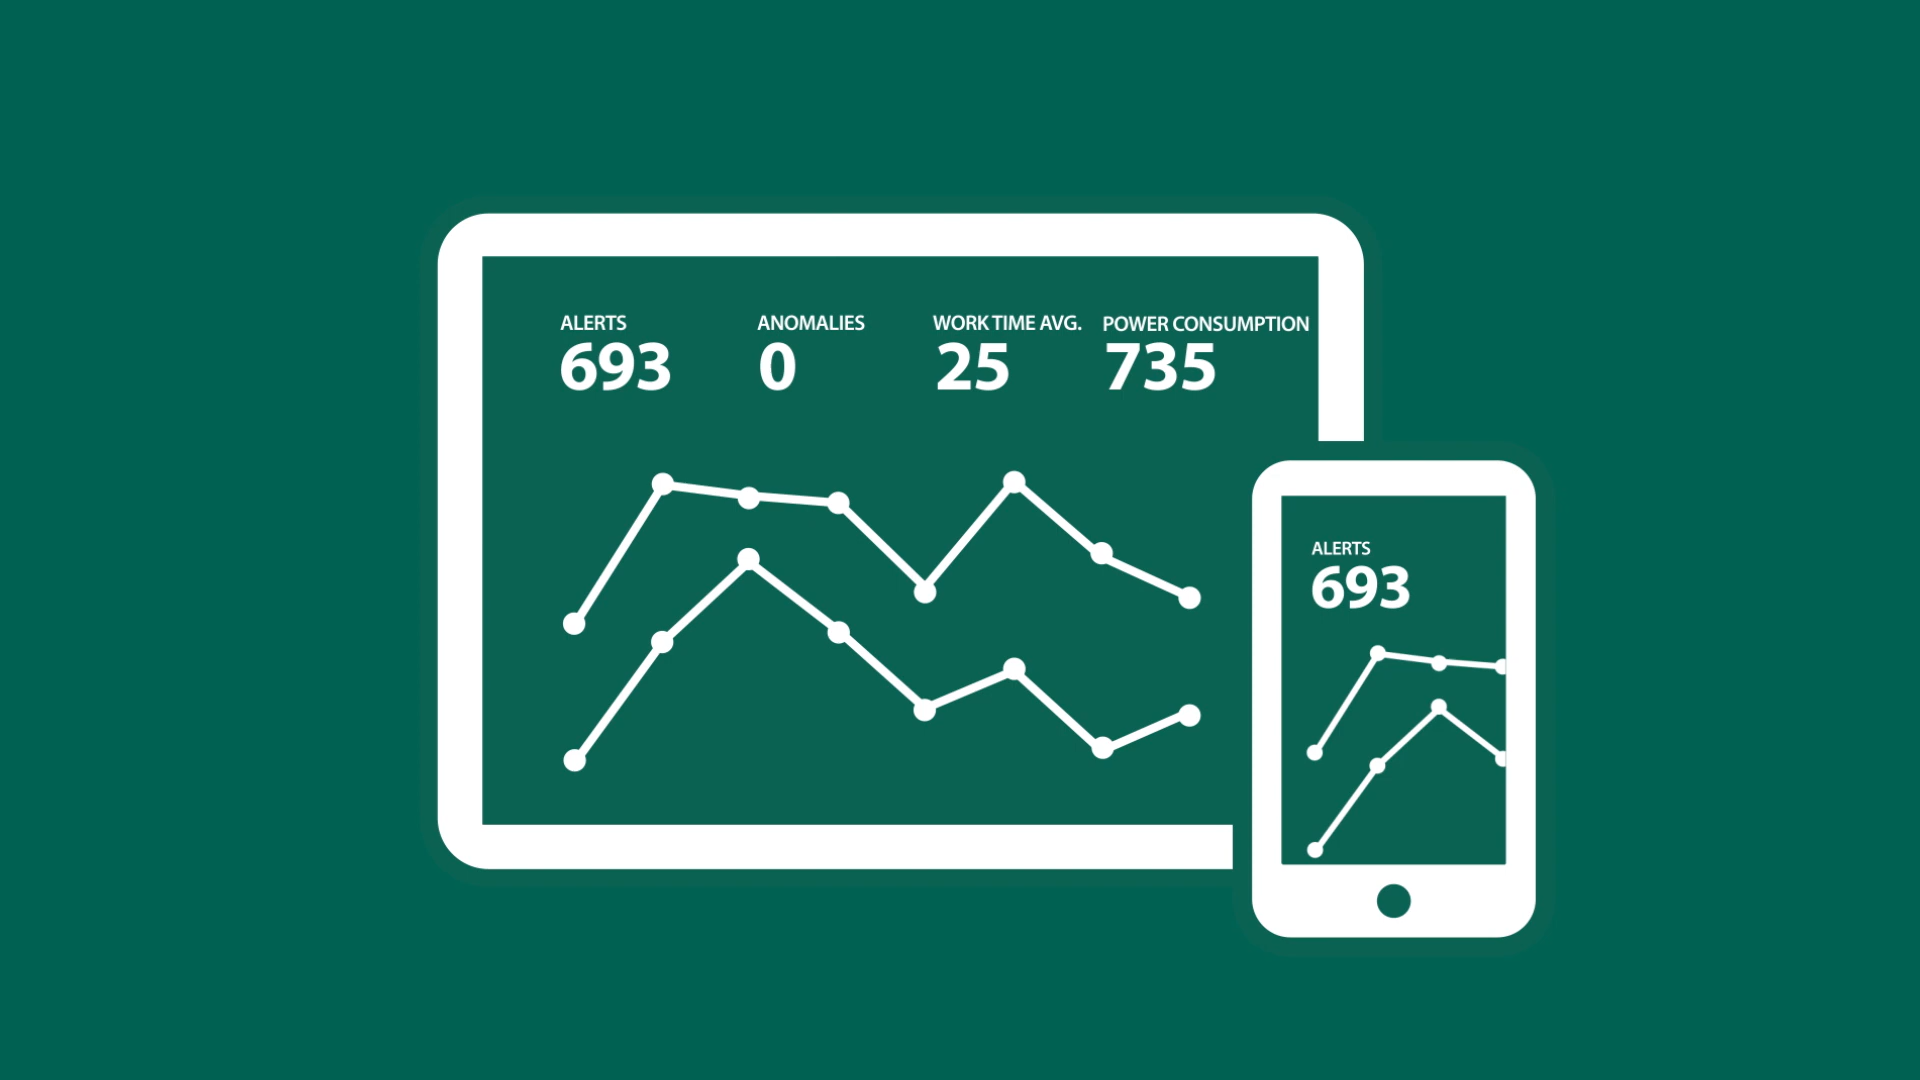 ALERTS ANOMALIES WORK TIME AVG. POWER CONSUMPTION
693 0 25 735
ALERTS
693